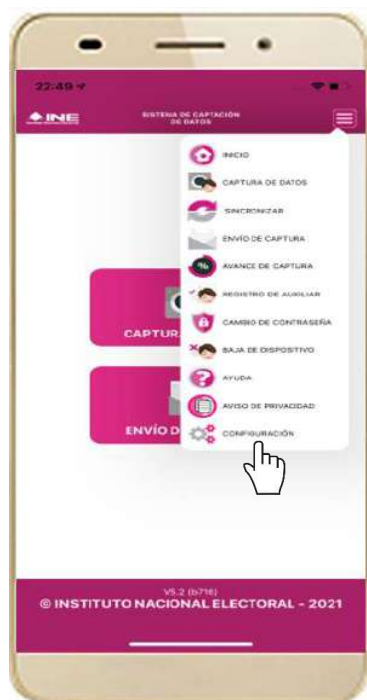 22:49
INE
SISTEMA DE CAPTACIÓN
DE DATOS
INICIO
CAPTURA DE DATOS
SINCRONIZAR
ENVÍO DE CAPTURA
AVANCE DE CAPTURA
%
REGISTRO DE AUXILIAR
CAMBIO DE CONTRASEÑA
BAJA DE DISPOSITIVO
?
AYUDA
AVISO DE PRIVACIDAD
CONFIGURACIÓN
CAPTUR
ENVÍO D
V5.2 (b716)
© INSTITUTO NACIONAL ELECTORAL - 2021